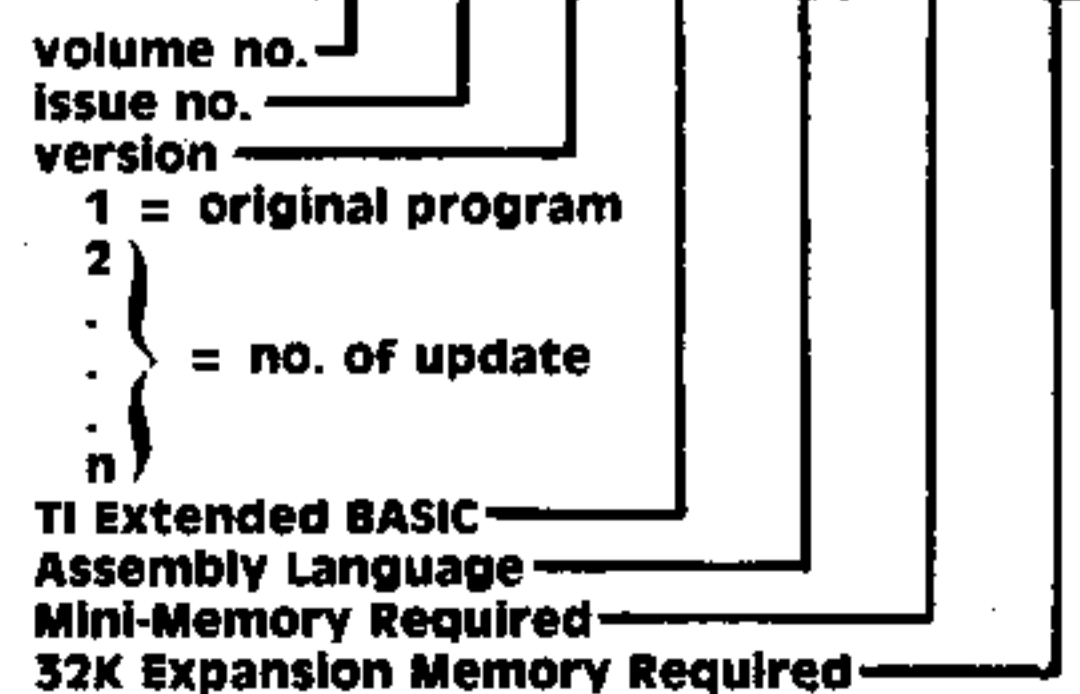 volume no.
issue no.
version
1 = original program
2
.
. = no. of update
.
n
TI Extended BASIC
Assembly Language
Mini-Memory Required
32K Expansion Memory Required